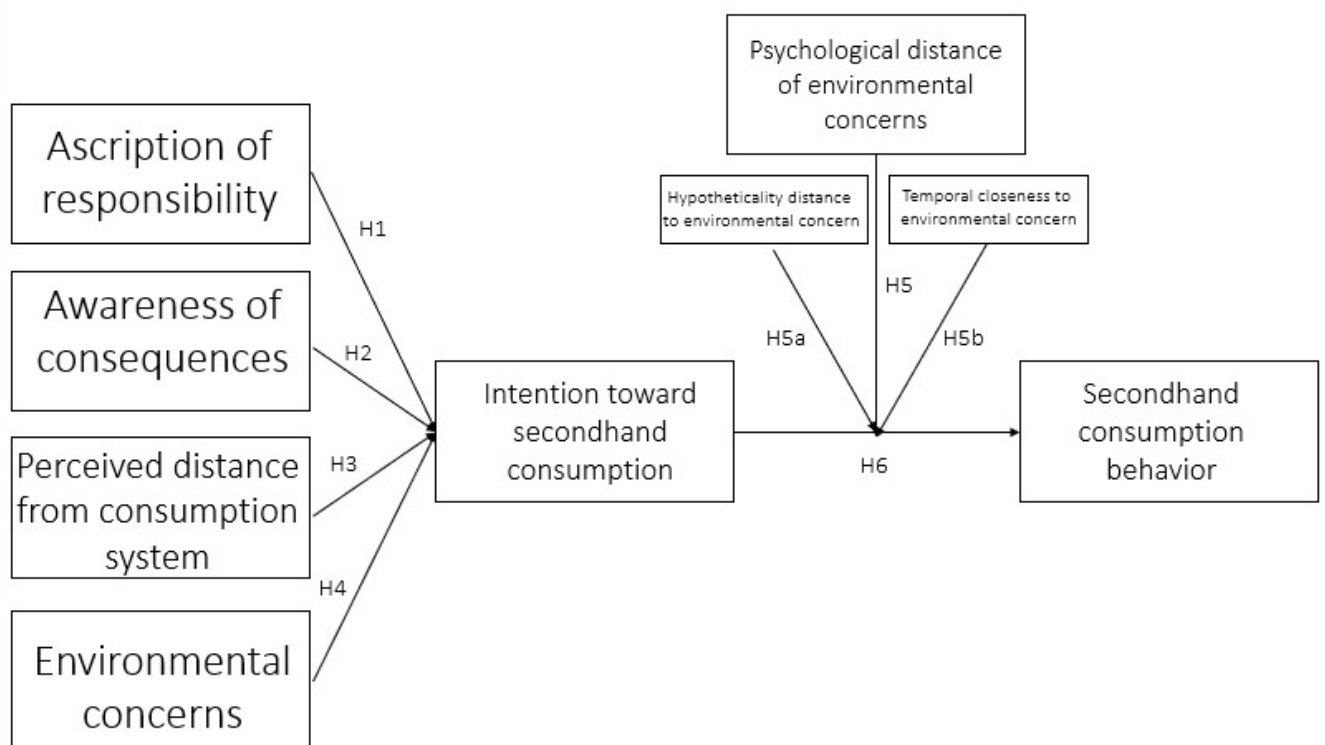 Psychological distance
of environmental
concerns
Ascription of
responsibility
Hypotheticality distance
to environmental concern
Temporal closeness to
environmental concern
H1
H5
Awareness of
consequences
H2
H5a
H5b
Intention toward
secondhand
consumption
Secondhand
consumption
behavior
H6
Perceived distance
from consumption
system
H3
H4
Environmental
concerns